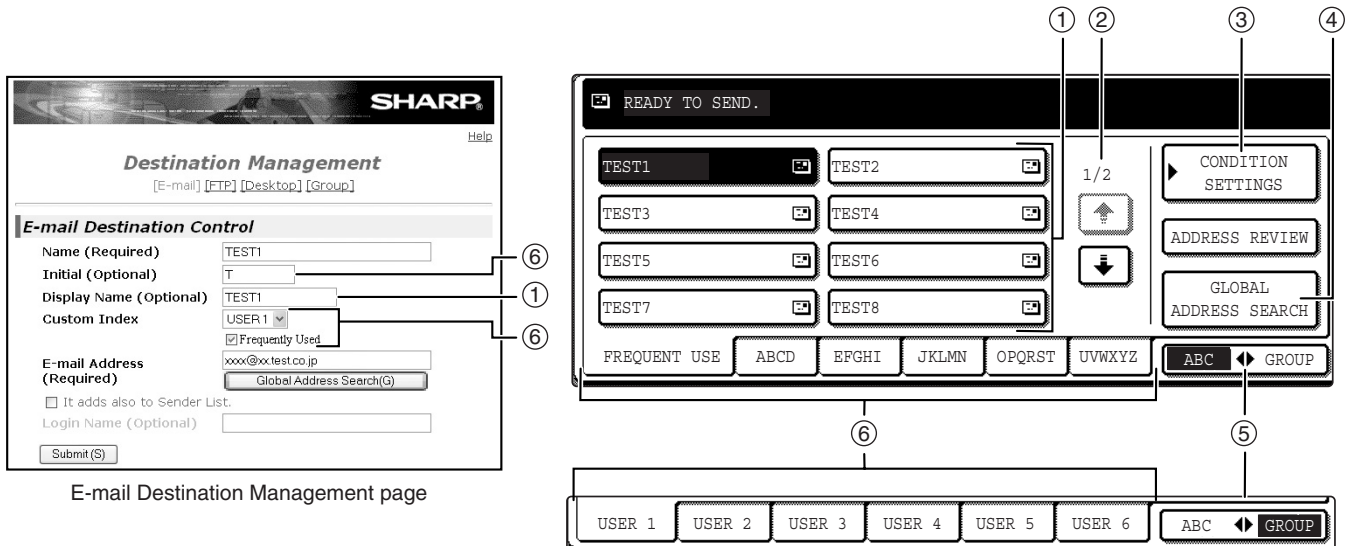 ① ② ③ ④
SHARP®
Help
Destination Management
[E-mail] [FTP] [Desktop] [Group]
E-mail Destination Control
Name (Required) TEST1
Initial (Optional) T
⑥
Display Name (Optional) TEST1
①
Custom Index USER 1
Frequently Used
⑥
E-mail Address
(Required)
xxxx@xx.test.co.jp
Global Address Search(G)
It adds also to Sender List.
Login Name (Optional)
Submit (S)
E-mail Destination Management page
READY TO SEND.
TEST1 TEST2
TEST3 TEST4
TEST5 TEST6
TEST7 TEST8
1/2
CONDITION
SETTINGS
ADDRESS REVIEW
GLOBAL
ADDRESS SEARCH
FREQUENT USE ABCD EFGHI JKLMN OPQRST UVWXYZ ABC GROUP
⑥ ⑤
USER 1 USER 2 USER 3 USER 4 USER 5 USER 6 ABC GROUP